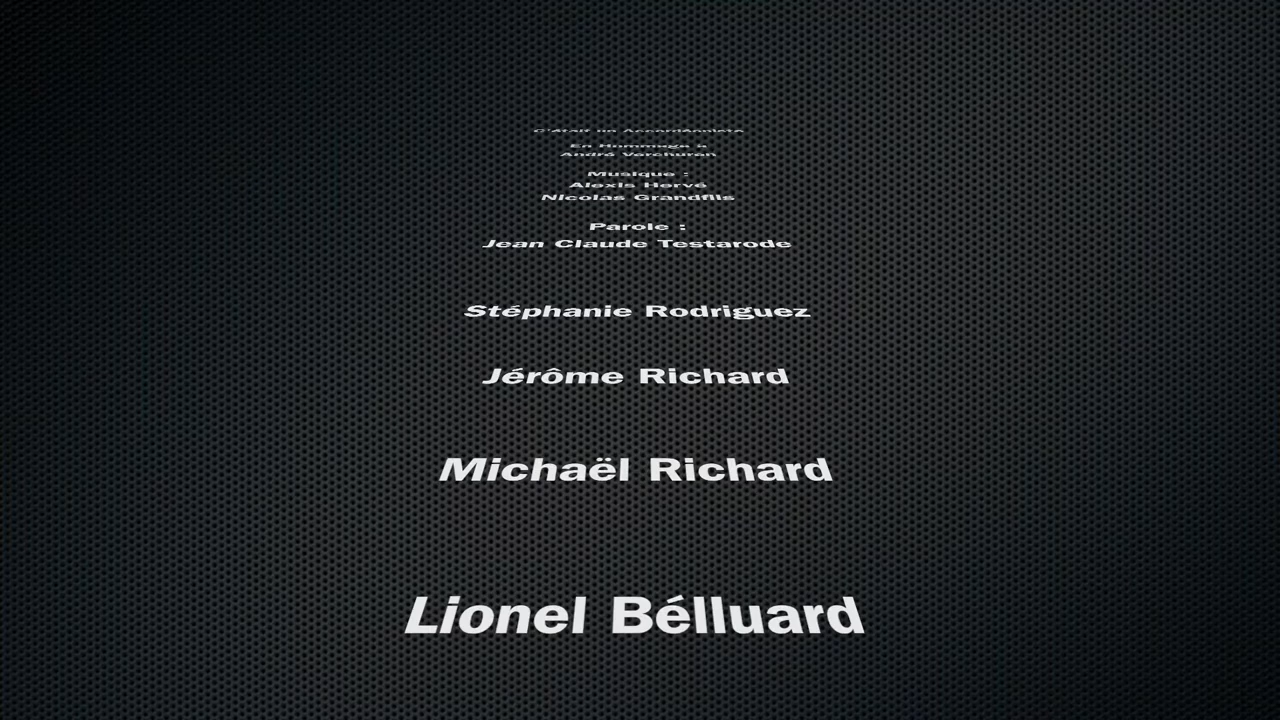 C'était un Accordéoniste
En Hommage à
André Verchuren
Musique :
Alexis Hervé
Nicolas Grandfils
Parole :
Jean Claude Testarode
Stéphanie Rodriguez
Jérôme Richard
Michaël Richard
Lionel Bélluard